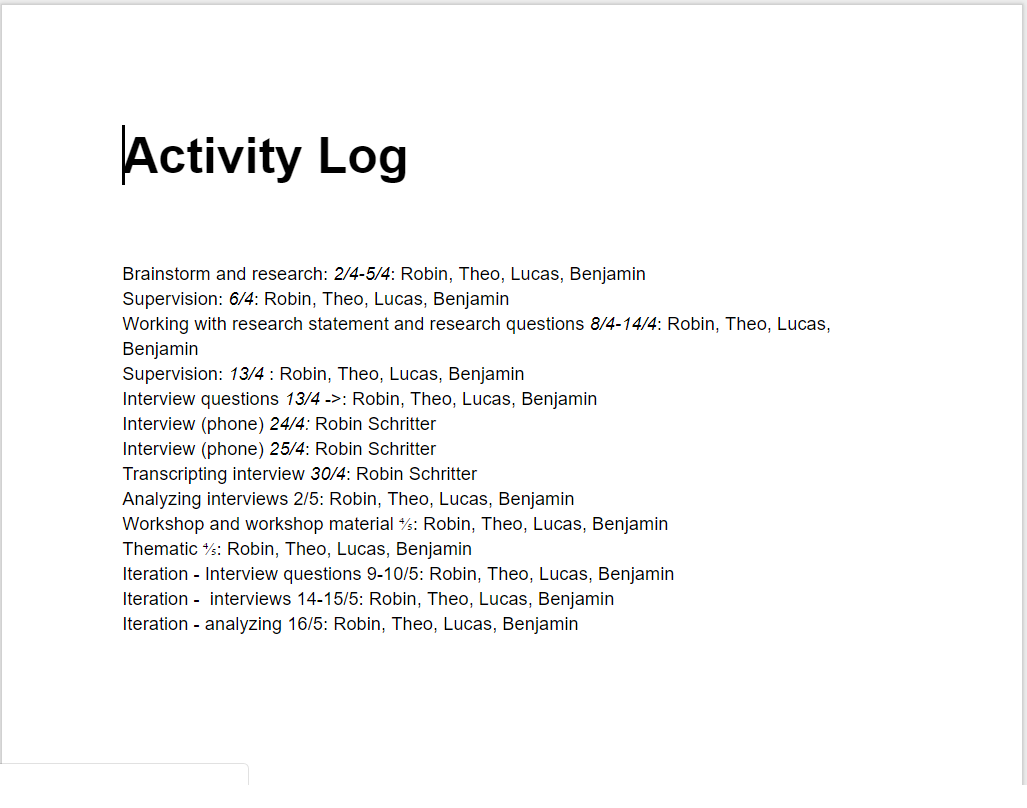 Activity Log
Brainstorm and research: 2/4-5/4: Robin, Theo, Lucas, Benjamin
Supervision: 6/4: Robin, Theo, Lucas, Benjamin
Working with research statement and research questions 8/4-14/4: Robin, Theo, Lucas,
Benjamin
Supervision: 13/4 : Robin, Theo, Lucas, Benjamin
Interview questions 13/4 ->: Robin, Theo, Lucas, Benjamin
Interview (phone) 24/4: Robin Schritter
Interview (phone) 25/4: Robin Schritter
Transcripting interview 30/4: Robin Schritter
Analyzing interviews 2/5: Robin, Theo, Lucas, Benjamin
Workshop and workshop material ⅘: Robin, Theo, Lucas, Benjamin
Thematic ⅘: Robin, Theo, Lucas, Benjamin
Iteration - Interview questions 9-10/5: Robin, Theo, Lucas, Benjamin
Iteration -  interviews 14-15/5: Robin, Theo, Lucas, Benjamin
Iteration - analyzing 16/5: Robin, Theo, Lucas, Benjamin